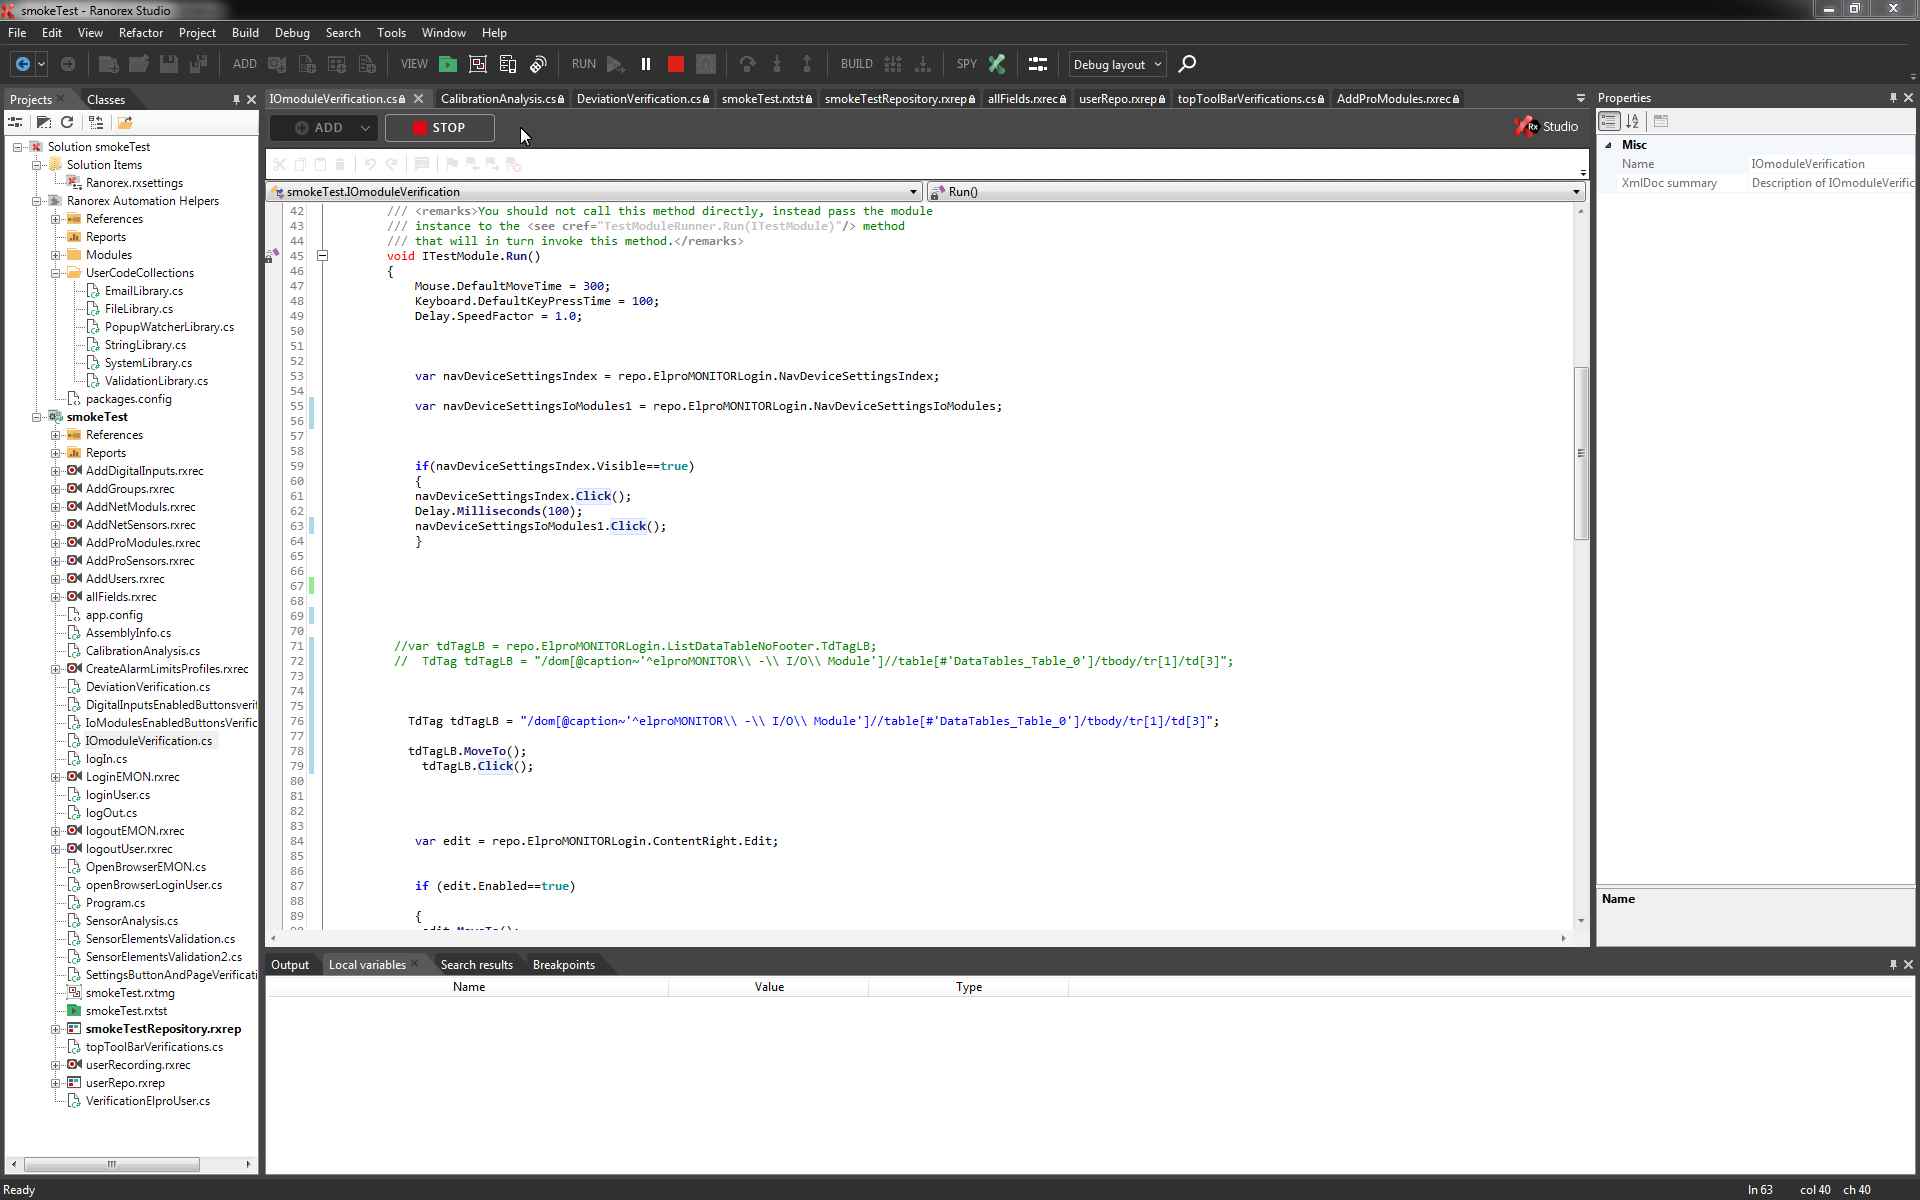 smokeTest - Ranorex Studio
File Edit View Refactor Project Build Debug Search Tools Window Help
ADD VIEW RUN BUILD SPY Debug layout
Projects Classes
IOmoduleVerification.cs CalibrationAnalysis.cs DeviationVerification.cs smokeTest.rxtst smokeTestRepository.rxrep allFields.rxrec userRepo.rxrep topToolBarVerifications.cs AddProModules.rxrec
ADD STOP
Rx Studio
smokeTest.IOmoduleVerification Run()
Solution smokeTest
Solution Items
Ranorex.rxsettings
Ranorex Automation Helpers
References
Reports
Modules
UserCodeCollections
EmailLibrary.cs
FileLibrary.cs
PopupWatcherLibrary.cs
StringLibrary.cs
SystemLibrary.cs
ValidationLibrary.cs
packages.config
smokeTest
References
Reports
AddDigitalInputs.rxrec
AddGroups.rxrec
AddNetModuls.rxrec
AddNetSensors.rxrec
AddProModules.rxrec
AddProSensors.rxrec
AddUsers.rxrec
allFields.rxrec
app.config
AssemblyInfo.cs
CalibrationAnalysis.cs
CreateAlarmLimitsProfiles.rxrec
DeviationVerification.cs
DigitalInputsEnabledButtonsverifi
IoModulesEnabledButtonsVerific
IOmoduleVerification.cs
logIn.cs
LoginEMON.rxrec
loginUser.cs
logOut.cs
logoutEMON.rxrec
logoutUser.rxrec
OpenBrowserEMON.cs
openBrowserLoginUser.cs
Program.cs
SensorAnalysis.cs
SensorElementsValidation.cs
SensorElementsValidation2.cs
SettingsButtonAndPageVerificati
smokeTest.rxtmg
smokeTest.rxtst
smokeTestRepository.rxrep
topToolBarVerifications.cs
userRecording.rxrec
userRepo.rxrep
VerificationElproUser.cs
42 /// <remarks>You should not call this method directly, instead pass the module
43 /// instance to the <see cref="TestModuleRunner.Run(ITestModule)"/> method
44 /// that will in turn invoke this method.</remarks>
45 void ITestModule.Run()
46 {
47 Mouse.DefaultMoveTime = 300;
48 Keyboard.DefaultKeyPressTime = 100;
49 Delay.SpeedFactor = 1.0;
50
51
52
53 var navDeviceSettingsIndex = repo.ElproMONITORLogin.NavDeviceSettingsIndex;
54
55 var navDeviceSettingsIoModules1 = repo.ElproMONITORLogin.NavDeviceSettingsIoModules;
56
57
58
59 if(navDeviceSettingsIndex.Visible==true)
60 {
61 navDeviceSettingsIndex.Click();
62 Delay.Milliseconds(100);
63 navDeviceSettingsIoModules1.Click();
64 }
65
66
67
68
69
70
71 //var tdTagLB = repo.ElproMONITORLogin.ListDataTableNoFooter.TdTagLB;
72 // TdTag tdTagLB = "/dom[@caption~'^elproMONITOR\\ -\\ I/O\\ Module']//table[#'DataTables_Table_0']/tbody/tr[1]/td[3]";
73
74
75
76 TdTag tdTagLB = "/dom[@caption~'^elproMONITOR\\ -\\ I/O\\ Module']//table[#'DataTables_Table_0']/tbody/tr[1]/td[3]";
77
78 tdTagLB.MoveTo();
79 tdTagLB.Click();
80
81
82
83
84 var edit = repo.ElproMONITORLogin.ContentRight.Edit;
85
86
87 if (edit.Enabled==true)
88
89 {
90 edit.MoveTo();
Properties
Misc
Name IOmoduleVerification
XmlDoc summary Description of IOmoduleVerific
Name
Output Local variables Search results Breakpoints
Name Value Type
Ready
ln 63 col 40 ch 40